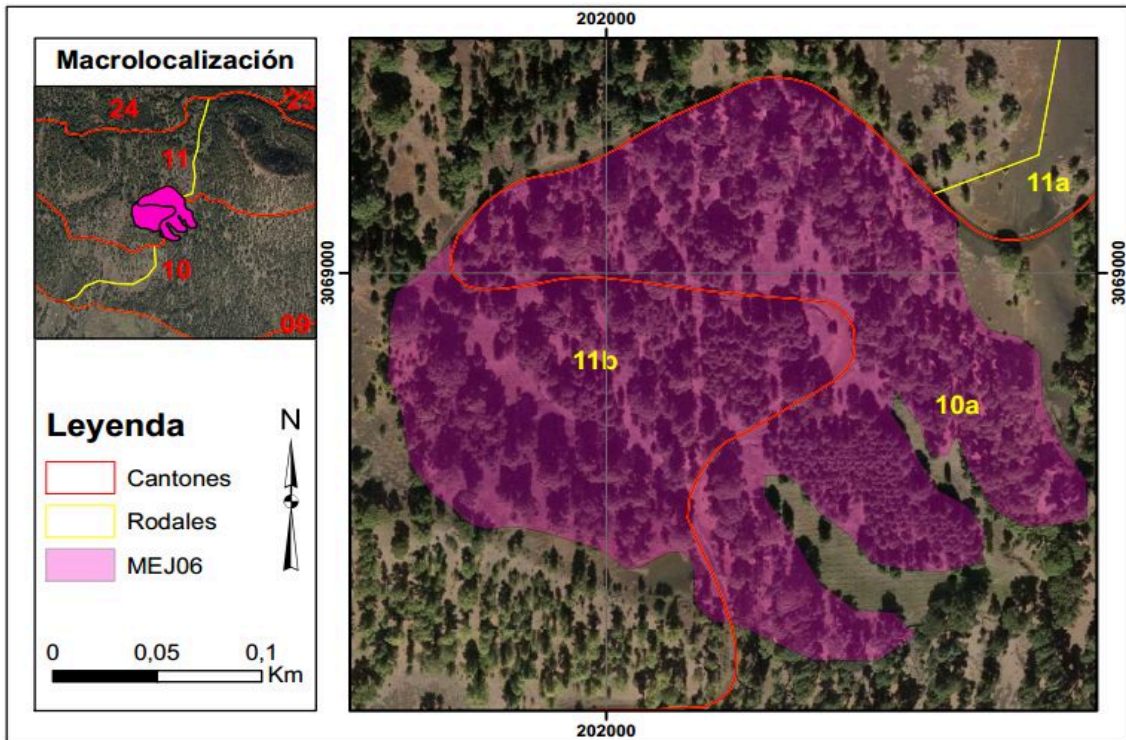 202000
Macrolocalización
24
23
11
10
09
11a
3069000
3069000
11b
10a
Leyenda
N
Cantones
Rodales
MEJ06
0 0,05 0,1
Km
202000